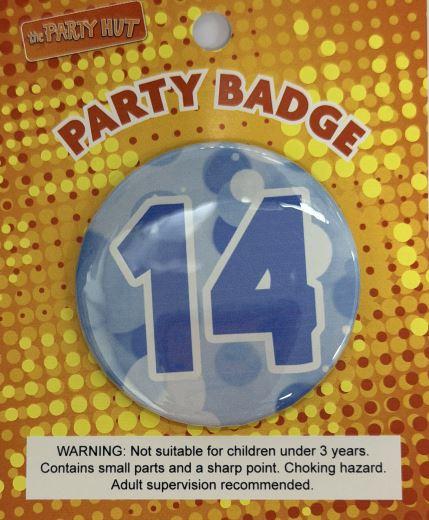 the PARTY HUT
PARTY BADGE
14
WARNING: Not suitable for children under 3 years.
Contains small parts and a sharp point. Choking hazard.
Adult supervision recommended.